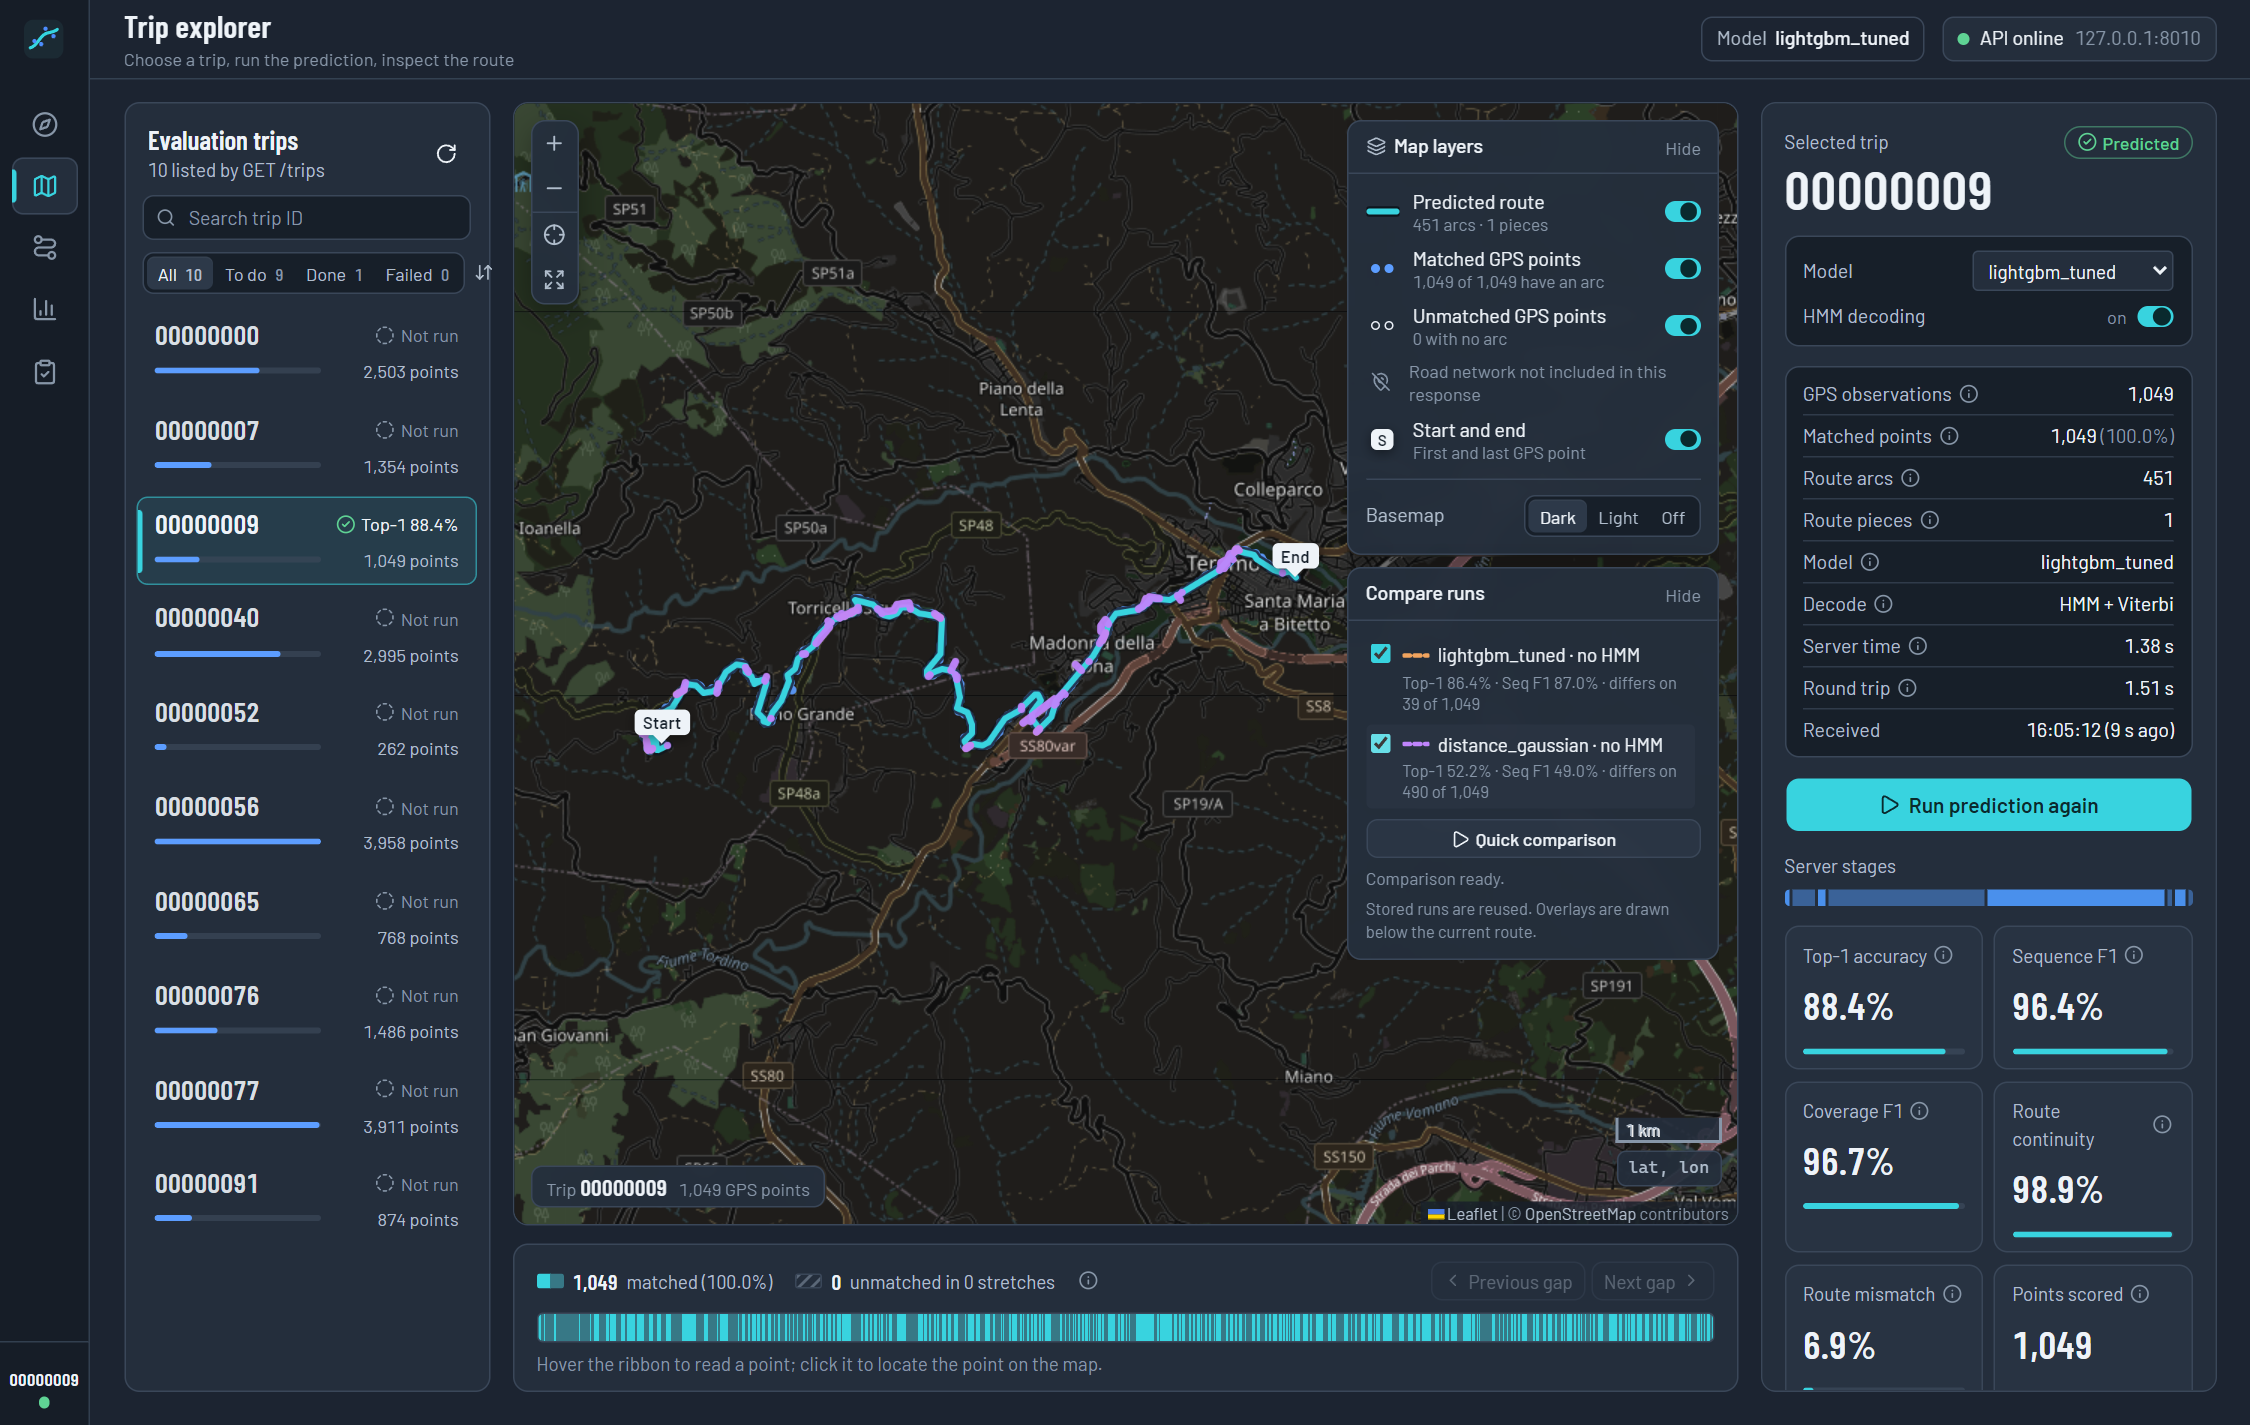 Trip explorer
Choose a trip, run the prediction, inspect the route
Model lightgbm_tuned
API online 127.0.0.1:8010
Evaluation trips
10 listed by GET /trips
Search trip ID
All 10 To do 9 Done 1 Failed 0
00000000 Not run
2,503 points
00000007 Not run
1,354 points
00000009 Top-1 88.4%
1,049 points
00000040 Not run
2,995 points
00000052 Not run
262 points
00000056 Not run
3,958 points
00000065 Not run
768 points
00000076 Not run
1,486 points
00000077 Not run
3,911 points
00000091 Not run
874 points
00000009
SP51
SP51a
SP50b
Piano della
Lenta
Colleparco
Ioanella
SP50a
SP48
End
Santa Maria
a Bitetto
Madonna della
Start
SS8
SS80var
SP48a
SP19/A
Fiume Tordino
SP191
an Giovanni
SS80
Miano
Fiume Vomano
SS150
Strada dei Parchi
1 km
lat, lon
Trip 00000009 1,049 GPS points
Leaflet | © OpenStreetMap contributors
Map layers Hide
Predicted route
451 arcs · 1 pieces
Matched GPS points
1,049 of 1,049 have an arc
Unmatched GPS points
0 with no arc
Road network not included in this
response
S Start and end
First and last GPS point
Basemap Dark Light Off
Compare runs Hide
lightgbm_tuned · no HMM
Top-1 86.4% · Seq F1 87.0% · differs on
39 of 1,049
distance_gaussian · no HMM
Top-1 52.2% · Seq F1 49.0% · differs on
490 of 1,049
Quick comparison
Comparison ready.
Stored runs are reused. Overlays are drawn
below the current route.
1,049 matched (100.0%) 0 unmatched in 0 stretches
Previous gap Next gap
Hover the ribbon to read a point; click it to locate the point on the map.
Selected trip Predicted
00000009
Model lightgbm_tuned
HMM decoding on
GPS observations 1,049
Matched points 1,049 (100.0%)
Route arcs 451
Route pieces 1
Model lightgbm_tuned
Decode HMM + Viterbi
Server time 1.38 s
Round trip 1.51 s
Received 16:05:12 (9 s ago)
Run prediction again
Server stages
Top-1 accuracy
88.4%
Sequence F1
96.4%
Coverage F1
96.7%
Route
continuity
98.9%
Route mismatch
6.9%
Points scored
1,049